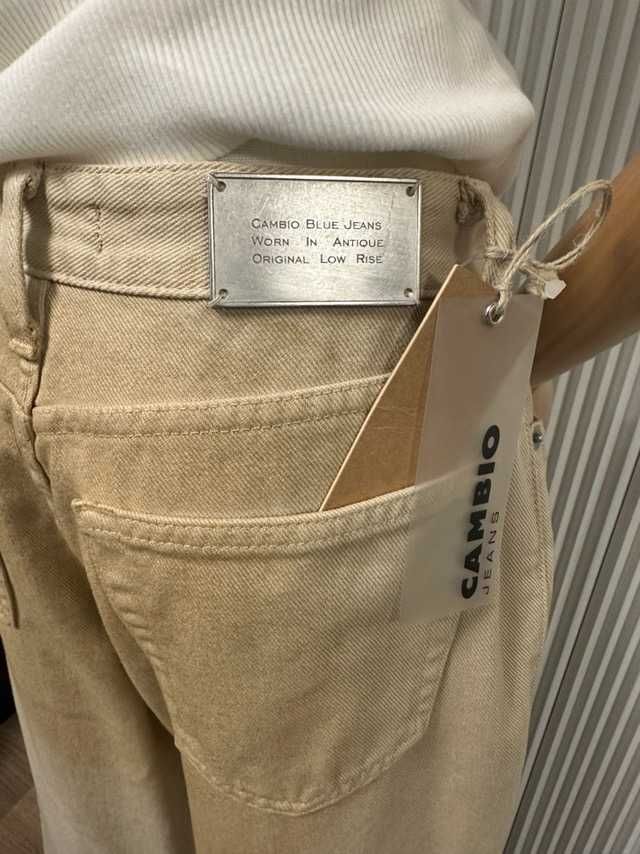 CAMBIO BLUE JEANS
WORN IN ANTIQUE
ORIGINAL LOW RISE
CAMBIO
JEANS